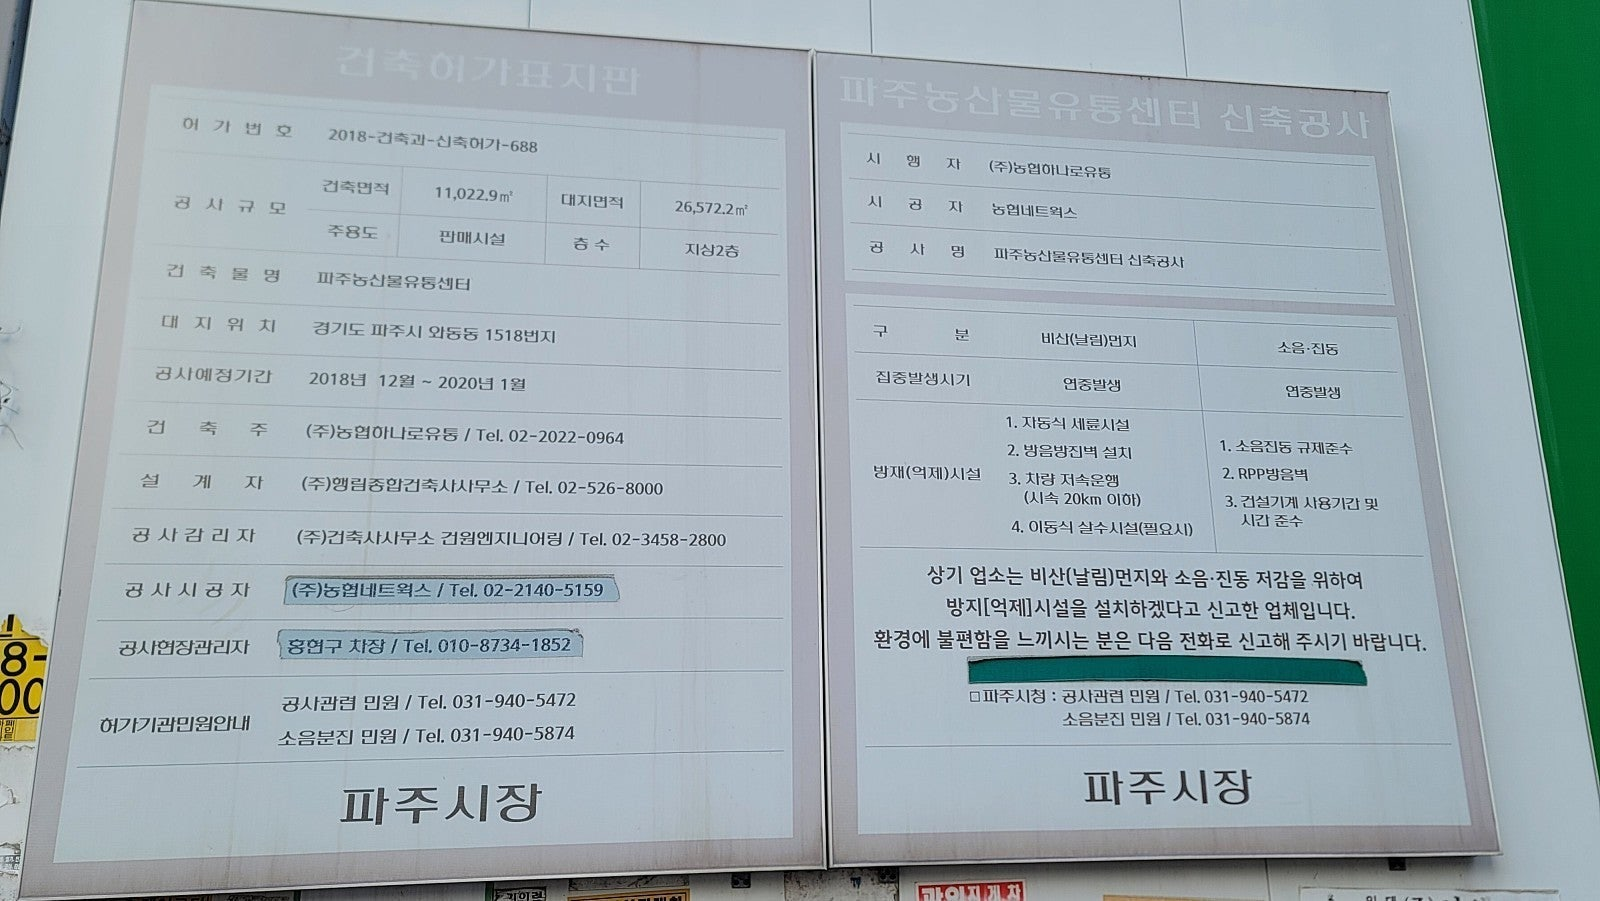 건축허가표지판
허가번호 2018-건축과-신축허가-688
공사규모 건축면적 11,022.9㎡ 대지면적 26,572.2㎡
주용도 판매시설 층수 지상2층
건축물명 파주농산물유통센터
대지위치 경기도 파주시 와동동 1518번지
공사예정기간 2018년 12월 ~ 2020년 1월
건축주 (주)농협하나로유통 / Tel. 02-2022-0964
설계자 (주)행림종합건축사사무소 / Tel. 02-526-8000
공사감리자 (주)건축사사무소 건원엔지니어링 / Tel. 02-3458-2800
공사시공자 (주)농협네트웍스 / Tel. 02-2140-5159
공사현장관리자 홍현구 차장 / Tel. 010-8734-1852
허가기관민원안내 공사관련 민원 / Tel. 031-940-5472
소음분진 민원 / Tel. 031-940-5874
파주시장
파주농산물유통센터 신축공사
시행자 (주)농협하나로유통
시공자 농협네트웍스
공사명 파주농산물유통센터 신축공사
구분 비산(날림)먼지 소음·진동
집중발생시기 연중발생 연중발생
방재(억제)시설
1. 자동식 세륜시설
2. 방음방진벽 설치
3. 차량 저속운행
(시속 20km 이하)
4. 이동식 살수시설(필요시)
1. 소음진동 규제준수
2. RPP방음벽
3. 건설기계 사용기간 및
시간 준수
상기 업소는 비산(날림)먼지와 소음·진동 저감을 위하여
방지[억제]시설을 설치하겠다고 신고한 업체입니다.
환경에 불편함을 느끼시는 분은 다음 전화로 신고해 주시기 바랍니다.
□파주시청 : 공사관련 민원 / Tel. 031-940-5472
소음분진 민원 / Tel. 031-940-5874
파주시장